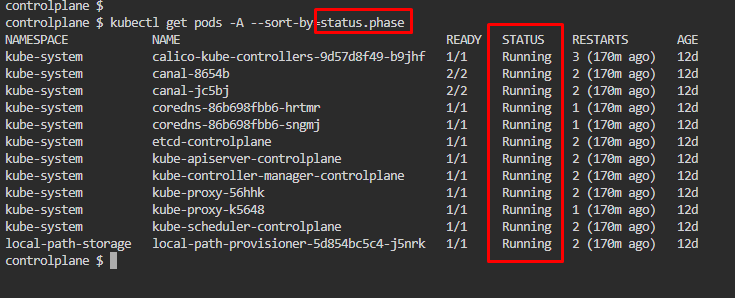 controlplane $
controlplane $ kubectl get pods -A --sort-by=status.phase
NAMESPACE NAME READY STATUS RESTARTS AGE
kube-system calico-kube-controllers-9d57d8f49-b9jhf 1/1 Running 3 (170m ago) 12d
kube-system canal-8654b 2/2 Running 2 (170m ago) 12d
kube-system canal-jc5bj 2/2 Running 2 (170m ago) 12d
kube-system coredns-86b698fbb6-hrtmr 1/1 Running 1 (170m ago) 12d
kube-system coredns-86b698fbb6-sngmj 1/1 Running 1 (170m ago) 12d
kube-system etcd-controlplane 1/1 Running 2 (170m ago) 12d
kube-system kube-apiserver-controlplane 1/1 Running 2 (170m ago) 12d
kube-system kube-controller-manager-controlplane 1/1 Running 2 (170m ago) 12d
kube-system kube-proxy-56hhk 1/1 Running 2 (170m ago) 12d
kube-system kube-proxy-k5648 1/1 Running 1 (170m ago) 12d
kube-system kube-scheduler-controlplane 1/1 Running 2 (170m ago) 12d
local-path-storage local-path-provisioner-5d854bc5c4-j5nrk 1/1 Running 2 (170m ago) 12d
controlplane $